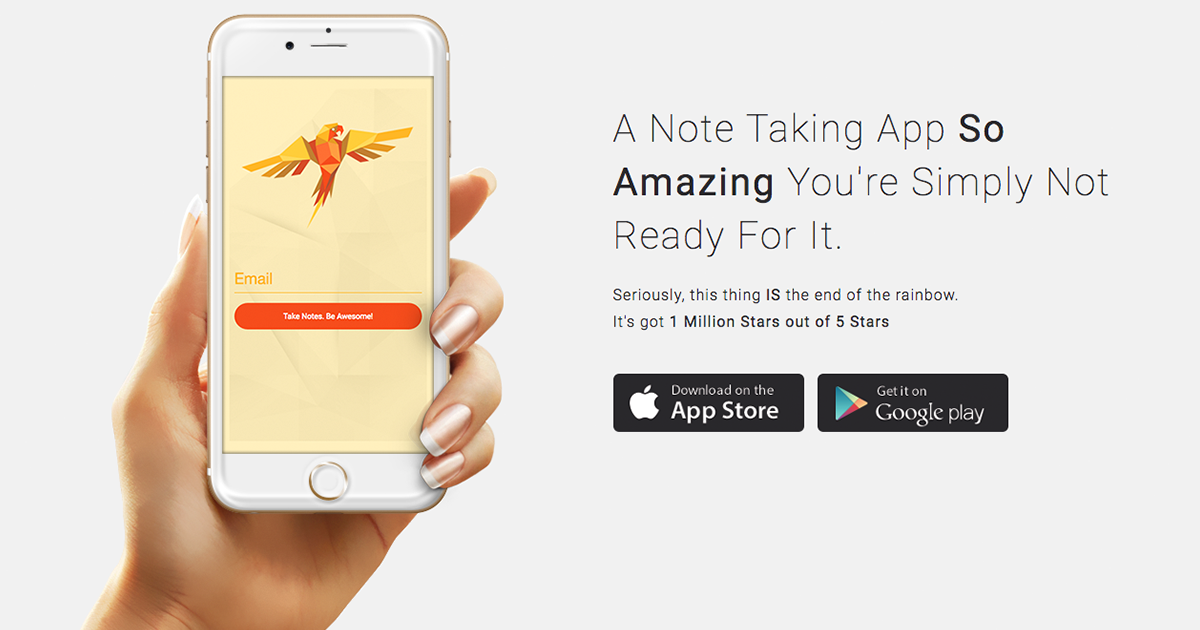 A Note Taking App So
Amazing You're Simply Not
Ready For It.
Seriously, this thing IS the end of the rainbow.
It's got 1 Million Stars out of 5 Stars
Download on the
App Store
Get it on
Google play
Email
Take Notes. Be Awesome!